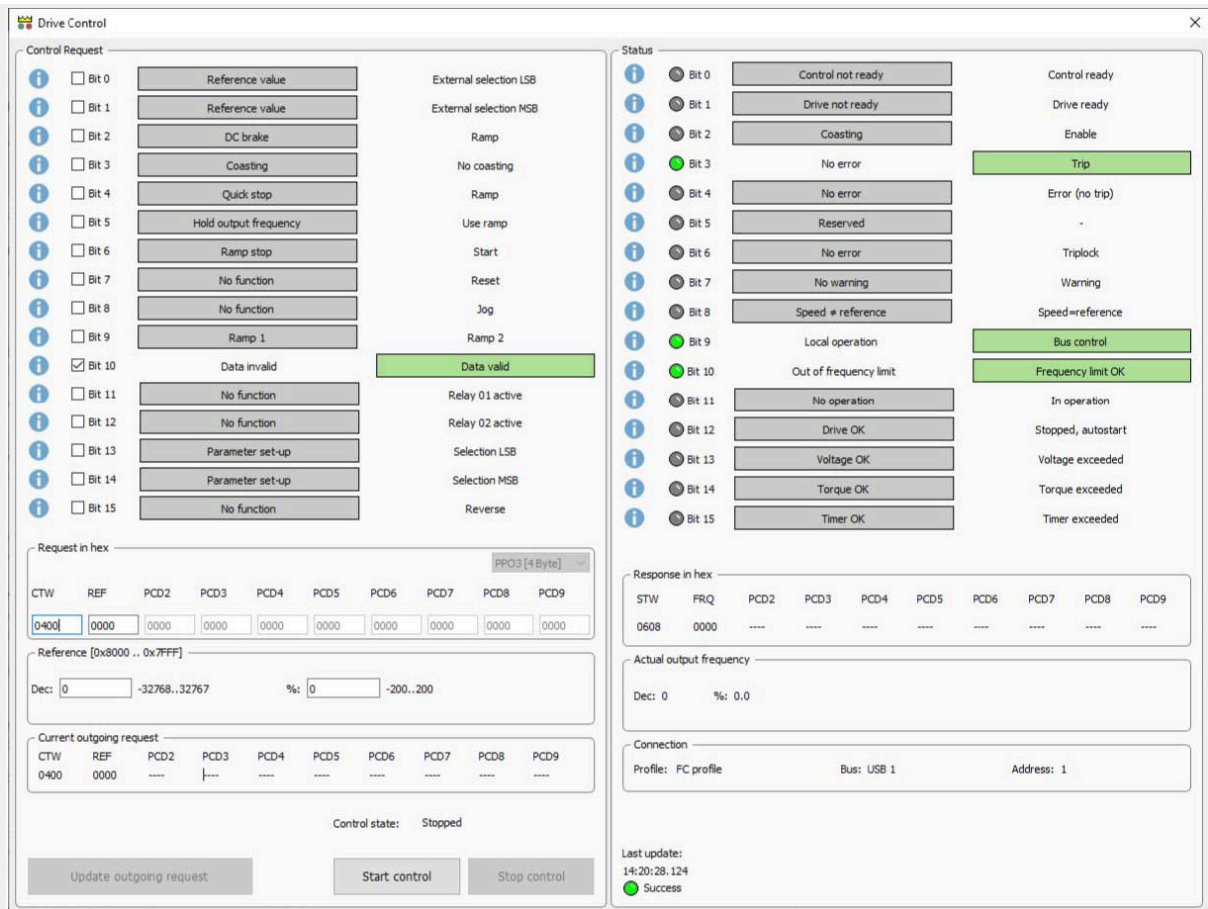 Drive Control
Control Request
Bit 0 Reference value External selection LSB
Bit 1 Reference value External selection MSB
Bit 2 DC brake Ramp
Bit 3 Coasting No coasting
Bit 4 Quick stop Ramp
Bit 5 Hold output frequency Use ramp
Bit 6 Ramp stop Start
Bit 7 No function Reset
Bit 8 No function Jog
Bit 9 Ramp 1 Ramp 2
Bit 10 Data invalid Data valid
Bit 11 No function Relay 01 active
Bit 12 No function Relay 02 active
Bit 13 Parameter set-up Selection LSB
Bit 14 Parameter set-up Selection MSB
Bit 15 No function Reverse
Request in hex
PPO3 [4 Byte]
CTW REF PCD2 PCD3 PCD4 PCD5 PCD6 PCD7 PCD8 PCD9
0400 0000 0000 0000 0000 0000 0000 0000 0000 0000
Reference [0x8000 .. 0x7FFF]
Dec: 0 -32768..32767 %: 0 -200..200
Current outgoing request
CTW REF PCD2 PCD3 PCD4 PCD5 PCD6 PCD7 PCD8 PCD9
0400 0000 ---- ---- ---- ---- ---- ---- ---- ----
Control state: Stopped
Update outgoing request Start control Stop control
Status
Bit 0 Control not ready Control ready
Bit 1 Drive not ready Drive ready
Bit 2 Coasting Enable
Bit 3 No error Trip
Bit 4 No error Error (no trip)
Bit 5 Reserved -
Bit 6 No error Triplock
Bit 7 No warning Warning
Bit 8 Speed ≠ reference Speed=reference
Bit 9 Local operation Bus control
Bit 10 Out of frequency limit Frequency limit OK
Bit 11 No operation In operation
Bit 12 Drive OK Stopped, autostart
Bit 13 Voltage OK Voltage exceeded
Bit 14 Torque OK Torque exceeded
Bit 15 Timer OK Timer exceeded
Response in hex
STW FRQ PCD2 PCD3 PCD4 PCD5 PCD6 PCD7 PCD8 PCD9
0608 0000 ---- ---- ---- ---- ---- ---- ---- ----
Actual output frequency
Dec: 0 %: 0.0
Connection
Profile: FC profile Bus: USB 1 Address: 1
Last update:
14:20:28.124
Success